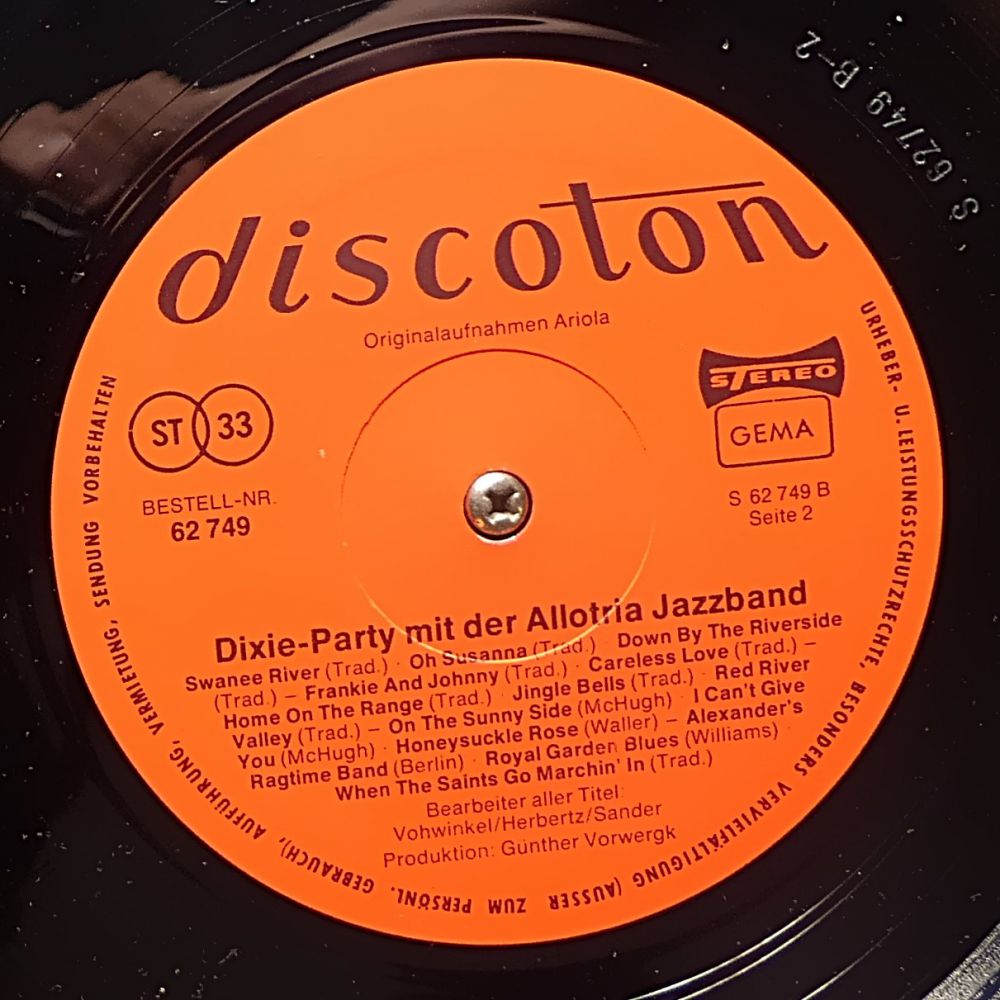 S 62749 B-2
discoton
Originalaufnahmen Ariola
ST 33
STEREO
GEMA
BESTELL-NR.
62 749
S 62 749 B
Seite 2
Dixie-Party mit der Allotria Jazzband
Swanee River (Trad.) · Oh Susanna (Trad.) · Down By The Riverside
(Trad.) – Frankie And Johnny (Trad.) · Careless Love (Trad.) –
Home On The Range (Trad.) · Jingle Bells (Trad.) · Red River
Valley (Trad.) – On The Sunny Side (McHugh) · I Can't Give
You (McHugh) · Honeysuckle Rose (Waller) – Alexander's
Ragtime Band (Berlin) · Royal Garden Blues (Williams) ·
When The Saints Go Marchin' In (Trad.)
Bearbeiter aller Titel:
Vohwinkel/Herbertz/Sander
Produktion: Günther Vorwergk
URHEBER- U. LEISTUNGSSCHUTZRECHTE, BESONDERS VERVIELFÄLTIGUNG (AUSSER ZUM PERSÖNL. GEBRAUCH), AUFFÜHRUNG, VERMIETUNG, SENDUNG VORBEHALTEN